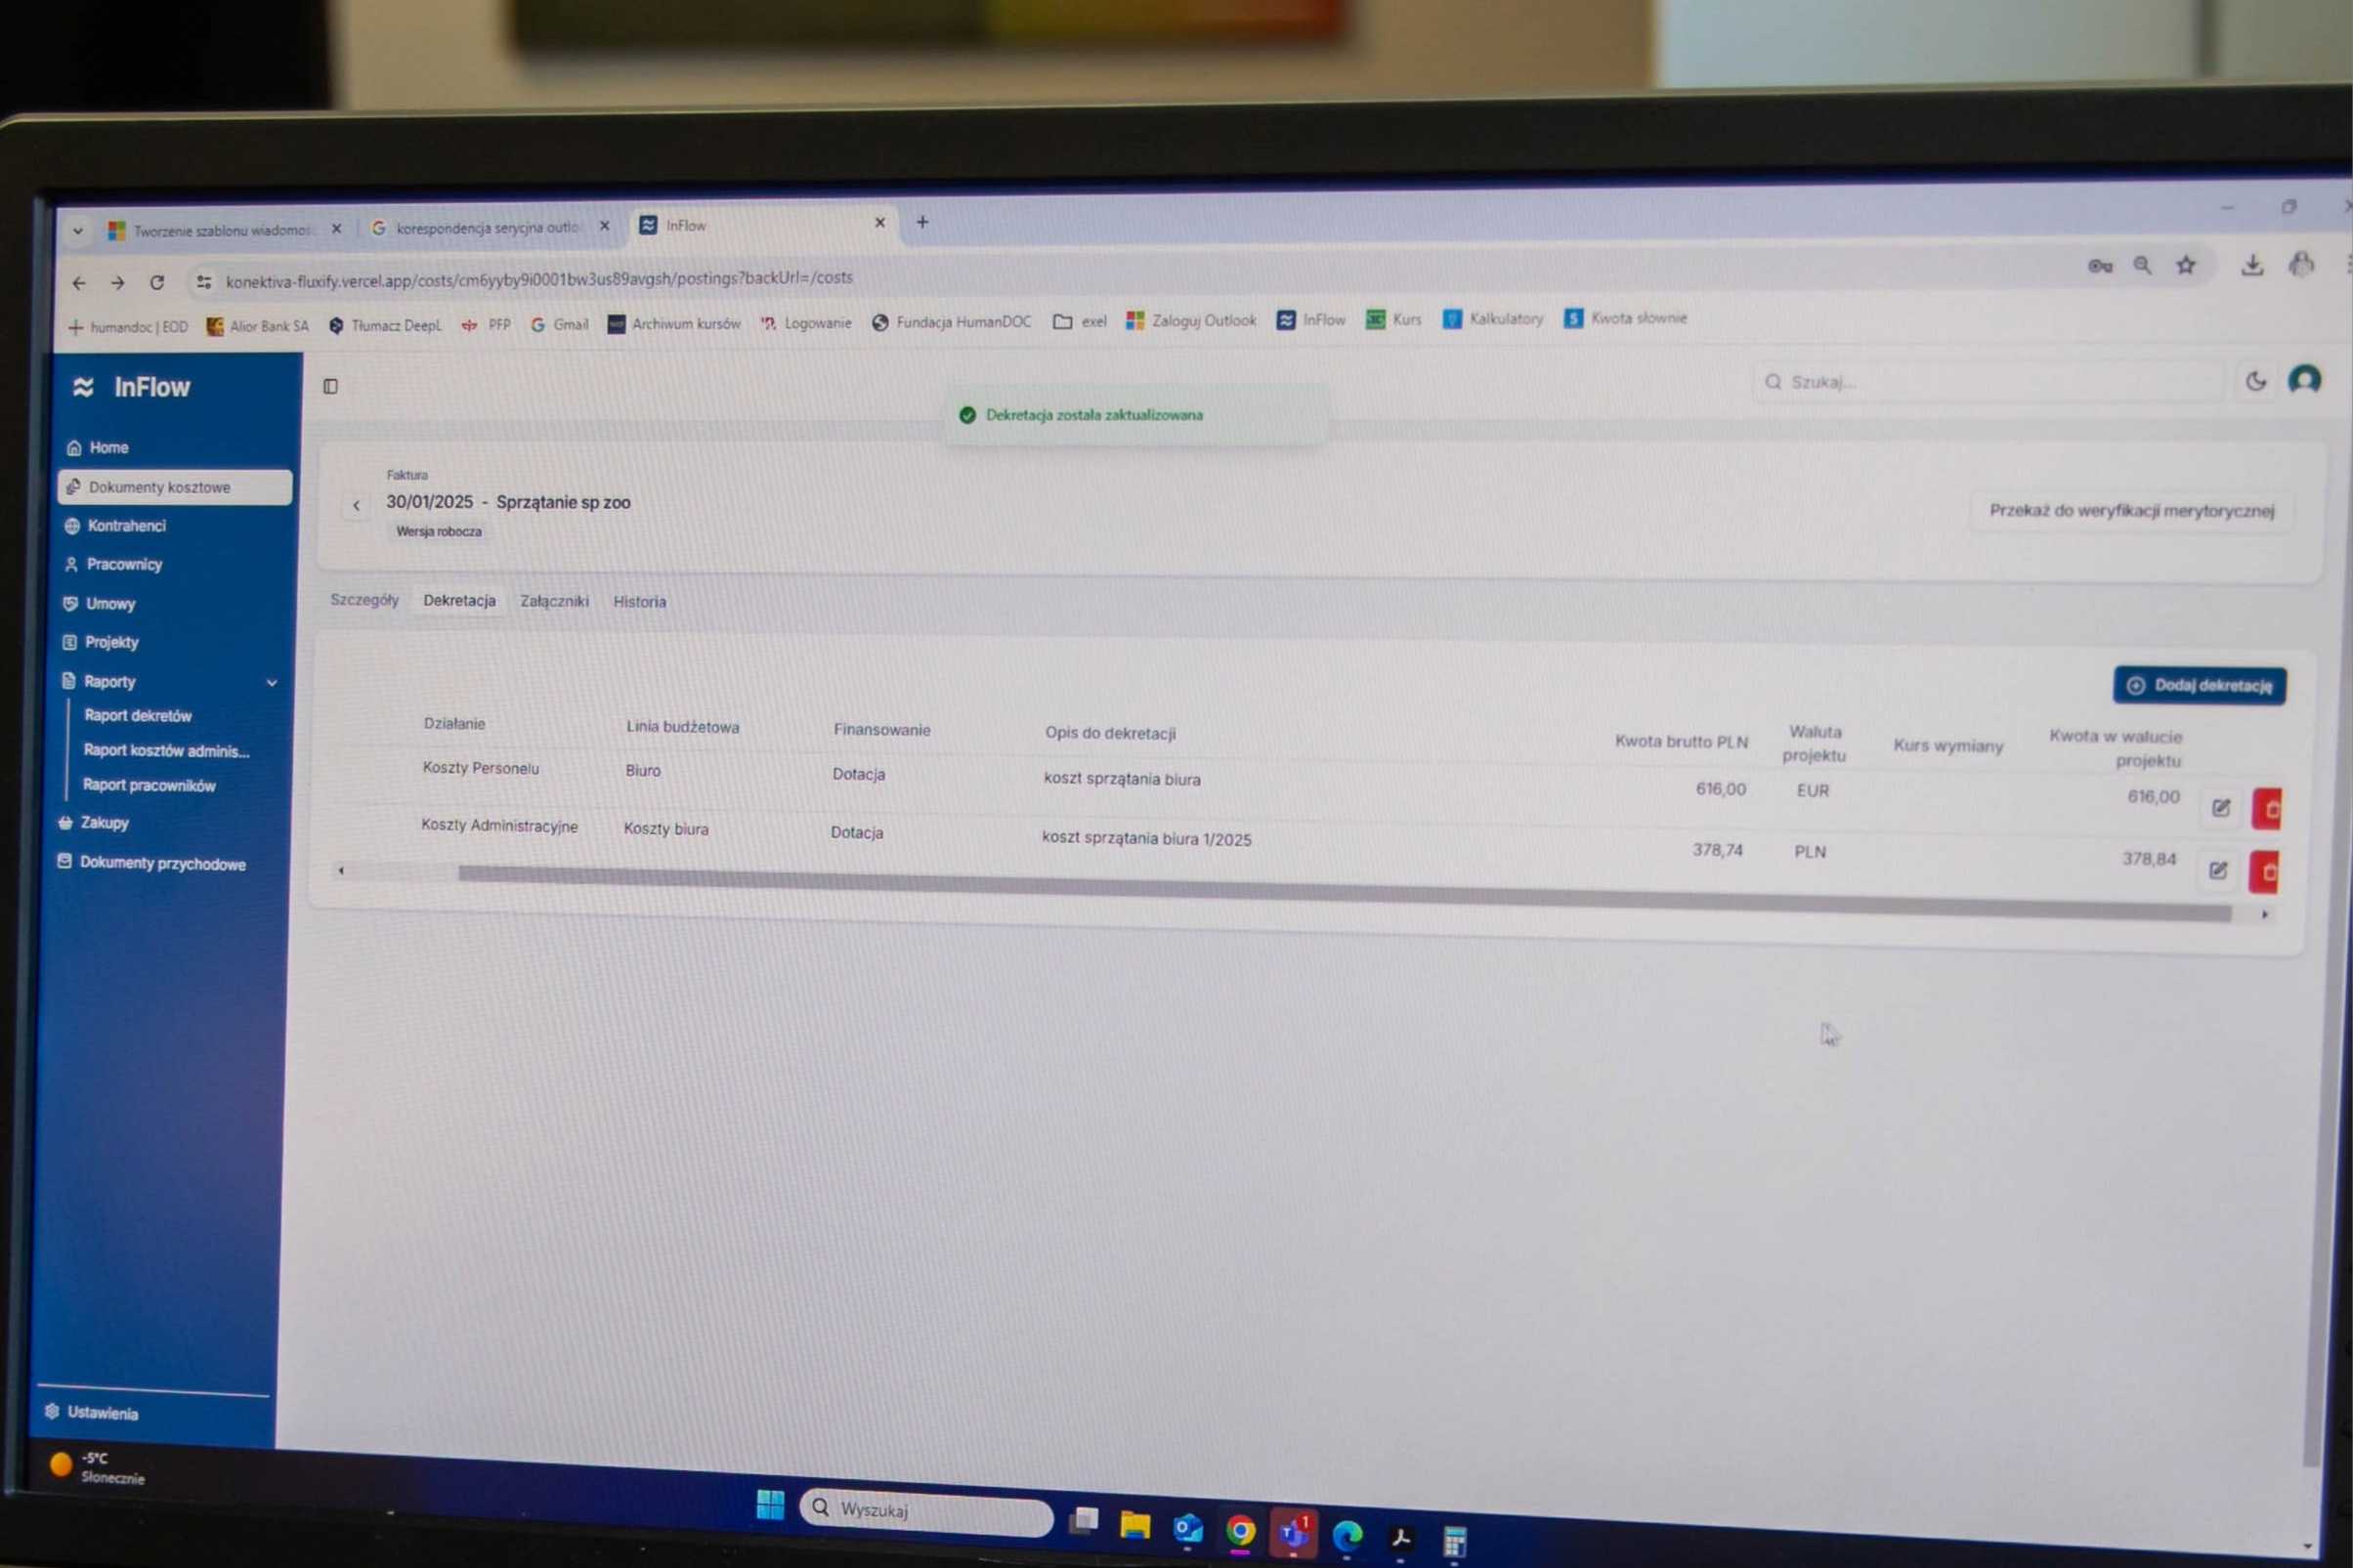 Tworzenie szablonu wiadomoś
korespondencja seryjna outlo
InFlow
konektiva-fluxify.vercel.app/costs/cm6yyby9i0001bw3us89avgsh/postings?backUrl=/costs
humandoc | EOD
Alior Bank SA
Tłumacz DeepL
PFP
Gmail
Archiwum kursów
Logowanie
Fundacja HumanDOC
exel
Zaloguj Outlook
InFlow
Kurs
Kalkulatory
Kwota słownie
InFlow
Home
Dokumenty kosztowe
Kontrahenci
Pracownicy
Umowy
Projekty
Raporty
Raport dekretów
Raport kosztów adminis...
Raport pracowników
Zakupy
Dokumenty przychodowe
Ustawienia
Szukaj...
Dekretacja została zaktualizowana
Faktura
30/01/2025 - Sprzątanie sp zoo
Wersja robocza
Przekaż do weryfikacji merytorycznej
Szczegóły Dekretacja Załączniki Historia
Dodaj dekretację
Działanie Linia budżetowa Finansowanie Opis do dekretacji Kwota brutto PLN Waluta projektu Kurs wymiany Kwota w walucie projektu
Koszty Personelu Biuro Dotacja koszt sprzątania biura 616,00 EUR 616,00
Koszty Administracyjne Koszty biura Dotacja koszt sprzątania biura 1/2025 378,74 PLN 378,84
-5°C
Słonecznie
Wyszukaj
1